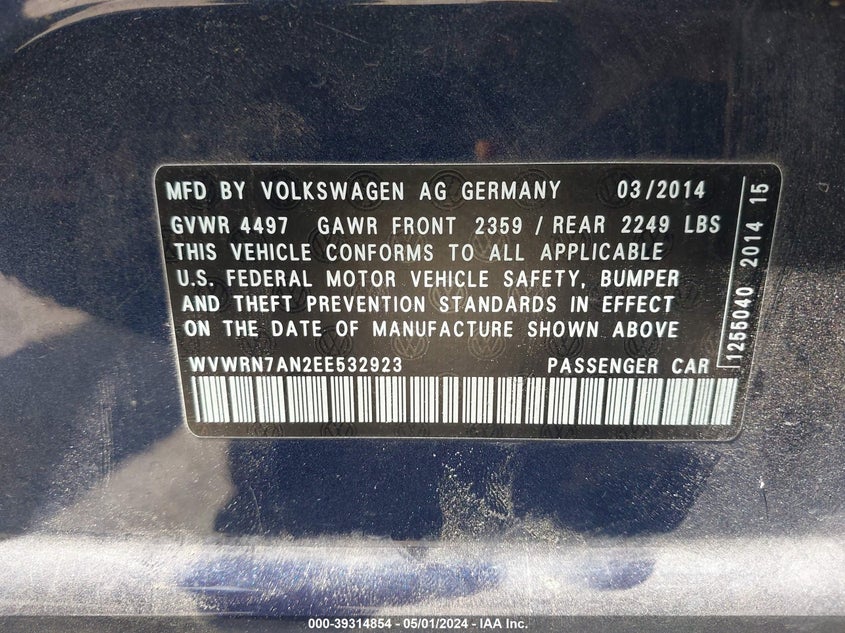 MFD BY VOLKSWAGEN AG GERMANY 03/2014
GVWR 4497 GAWR FRONT 2359 / REAR 2249 LBS
THIS VEHICLE CONFORMS TO ALL APPLICABLE
U.S. FEDERAL MOTOR VEHICLE SAFETY, BUMPER
AND THEFT PREVENTION STANDARDS IN EFFECT
ON THE DATE OF MANUFACTURE SHOWN ABOVE
WVWRN7AN2EE532923 PASSENGER CAR
1256040 2014 15
000-39314854 - 05/01/2024 - IAA Inc.